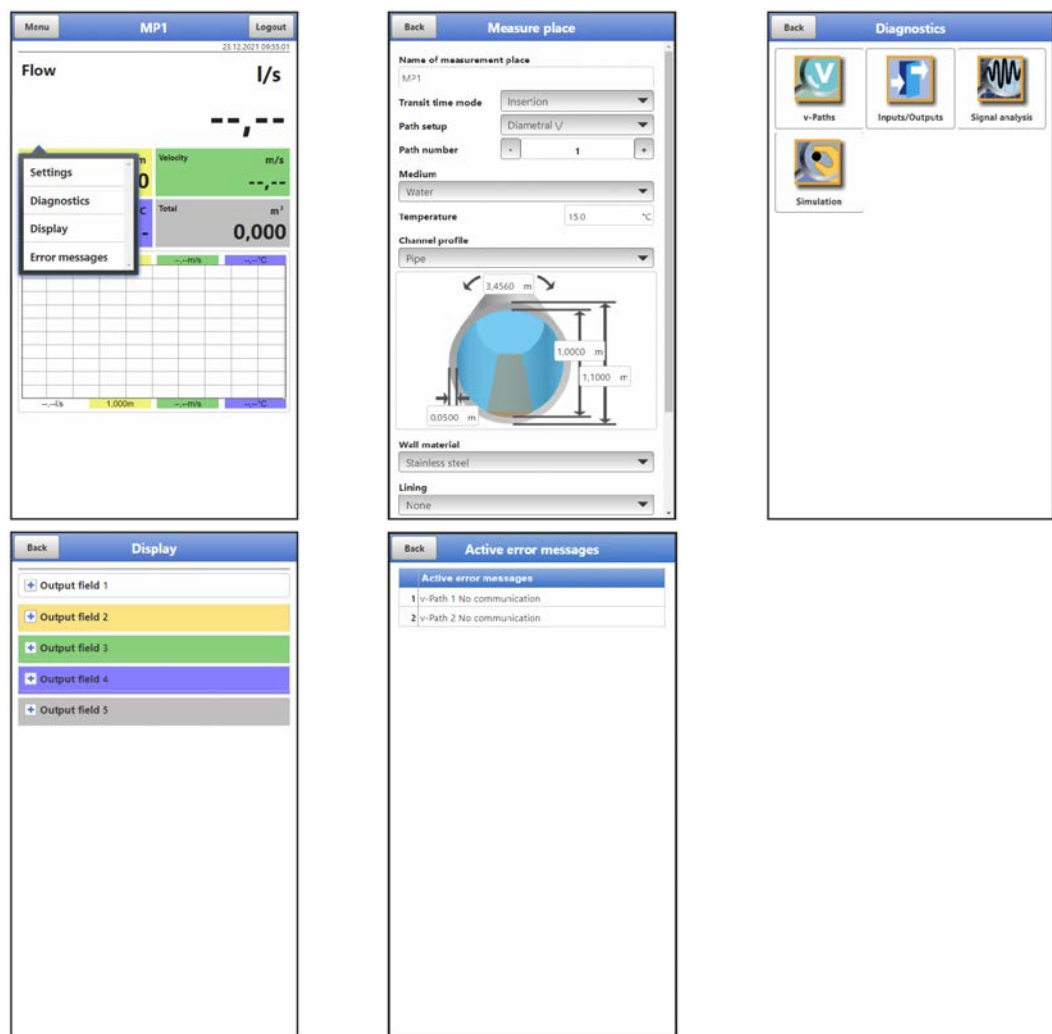 Menu MP1 Logout
23.12.2021 09:55:01
Flow l/s
--,--
m Velocity m/s
0 --,--
C Total m³
- 0,000
Settings
Diagnostics
Display
Error messages
--,--m/s --,--°C
--,--l/s 1,000m --,--m/s --,--°C
Back Measure place
Name of measurement place
MP1
Transit time mode Insertion
Path setup Diametral \/
Path number - 1 +
Medium
Water
Temperature 15.0 °C
Channel profile
Pipe
3,4560 m
1,0000 m
1,1000 m
0.0500 m
Wall material
Stainless steel
Lining
None
Back Diagnostics
v-Paths Inputs/Outputs Signal analysis
Simulation
Back Display
+ Output field 1
+ Output field 2
+ Output field 3
+ Output field 4
+ Output field 5
Back Active error messages
Active error messages
1 v-Path 1 No communication
2 v-Path 2 No communication